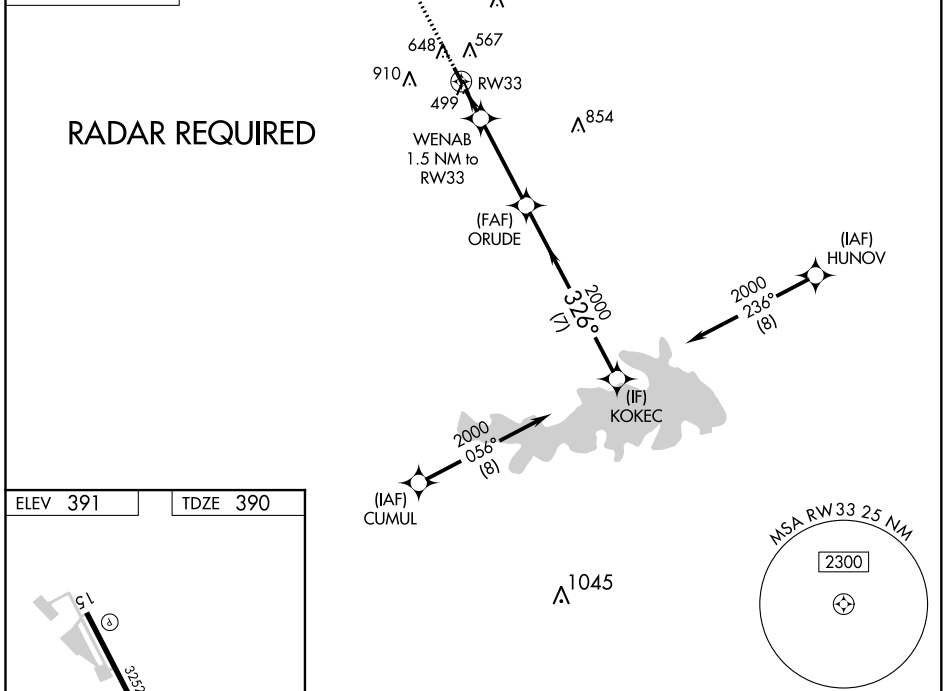 648
567
910
RW33
499
RADAR REQUIRED
854
WENAB
1.5 NM to
RW33
(FAF)
ORUDE
(IAF)
HUNOV
2000
236°
(8)
2000
326°
(7)
(IF)
KOKEC
2000
056°
(8)
(IAF)
CUMUL
ELEV 391
TDZE 390
MSA RW33 25 NM
2300
1045
15
P